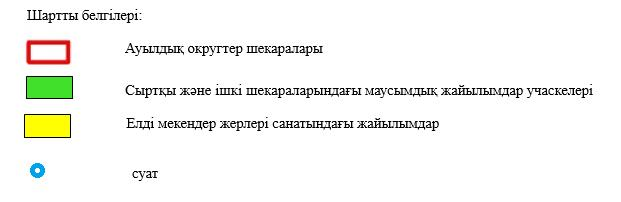 Шартты белгілері:
Ауылдық округтер шекаралары
Сыртқы және ішкі шекараларындағы маусымдық жайылымдар учаскелері
Елді мекендер жерлері санатындағы жайылымдар
суат